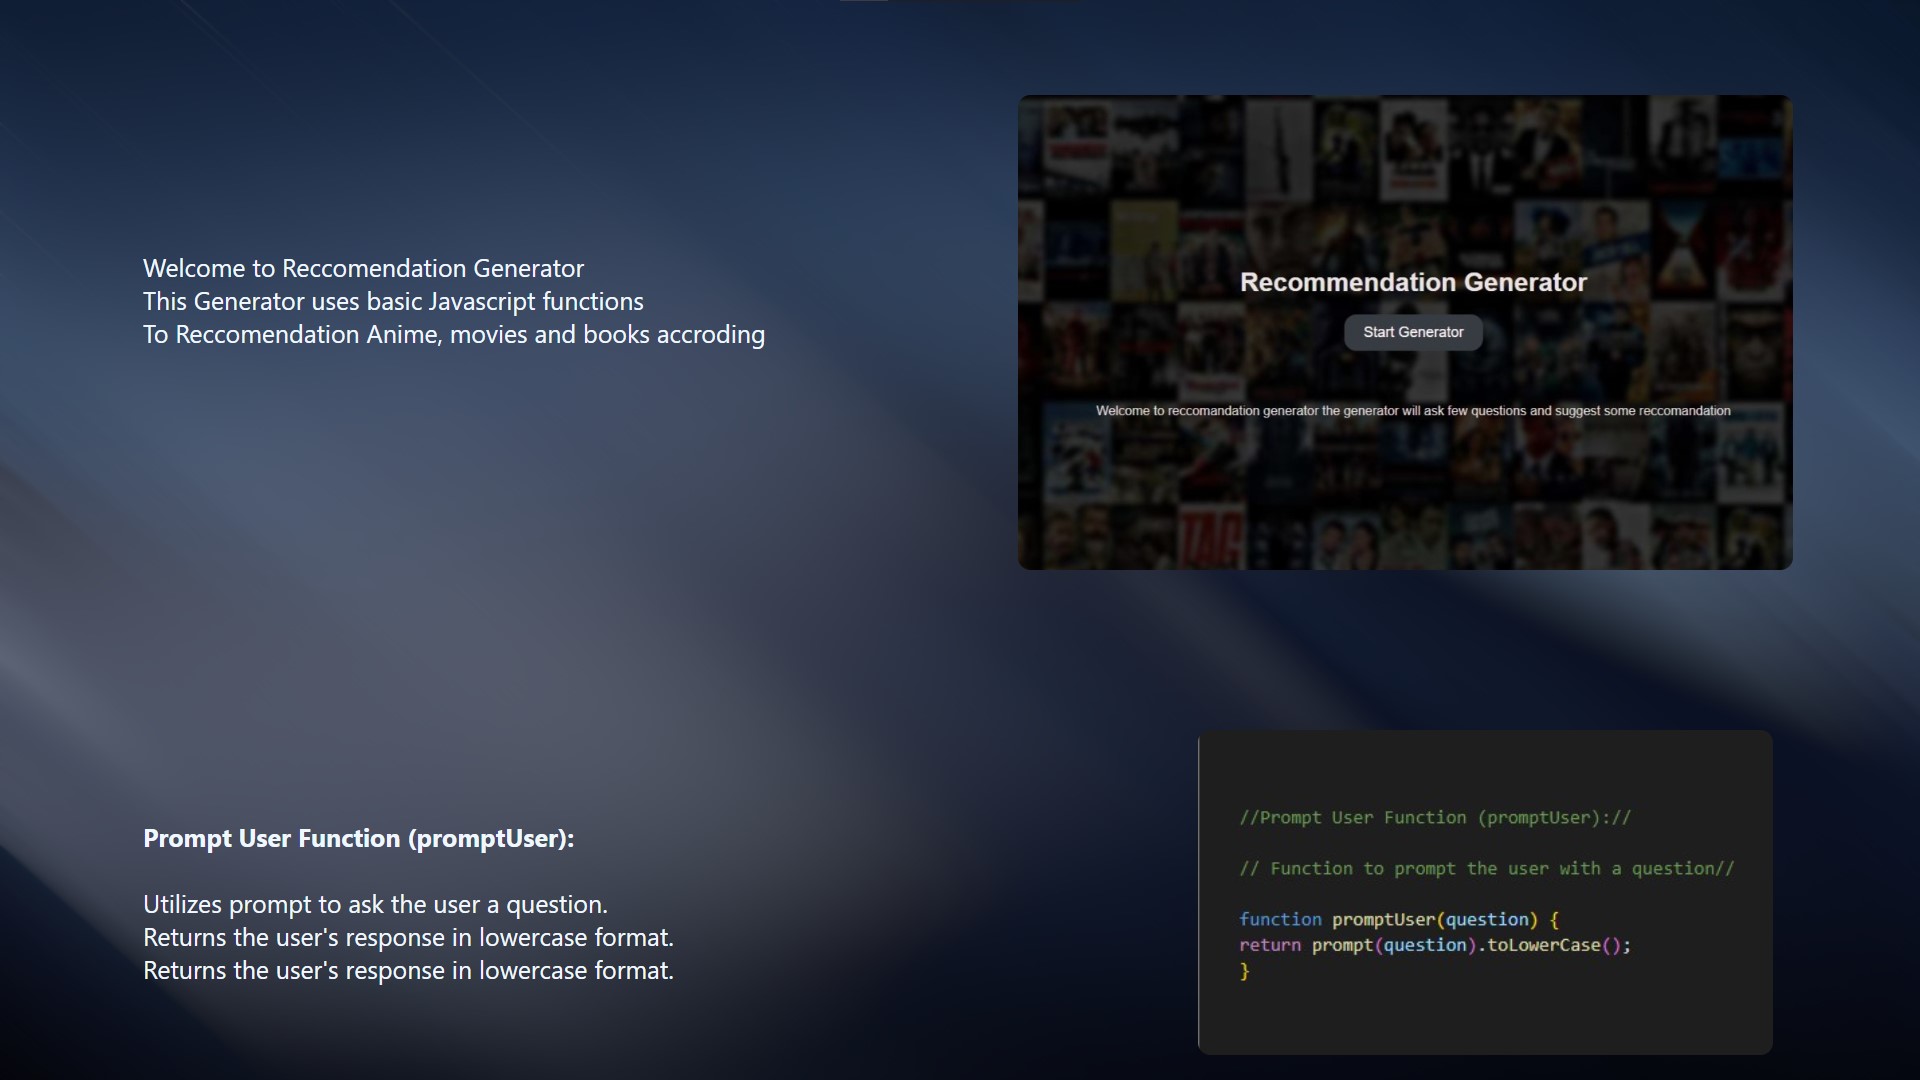 Welcome to Reccomendation Generator
This Generator uses basic Javascript functions
To Reccomendation Anime, movies and books accroding
Recommendation Generator
Start Generator
Welcome to reccomandation generator the generator will ask few questions and suggest some reccomandation
TAG
Prompt User Function (promptUser):
Utilizes prompt to ask the user a question.
Returns the user's response in lowercase format.
Returns the user's response in lowercase format.
//Prompt User Function (promptUser)://
// Function to prompt the user with a question//
function promptUser(question) {
return prompt(question).toLowerCase();
}